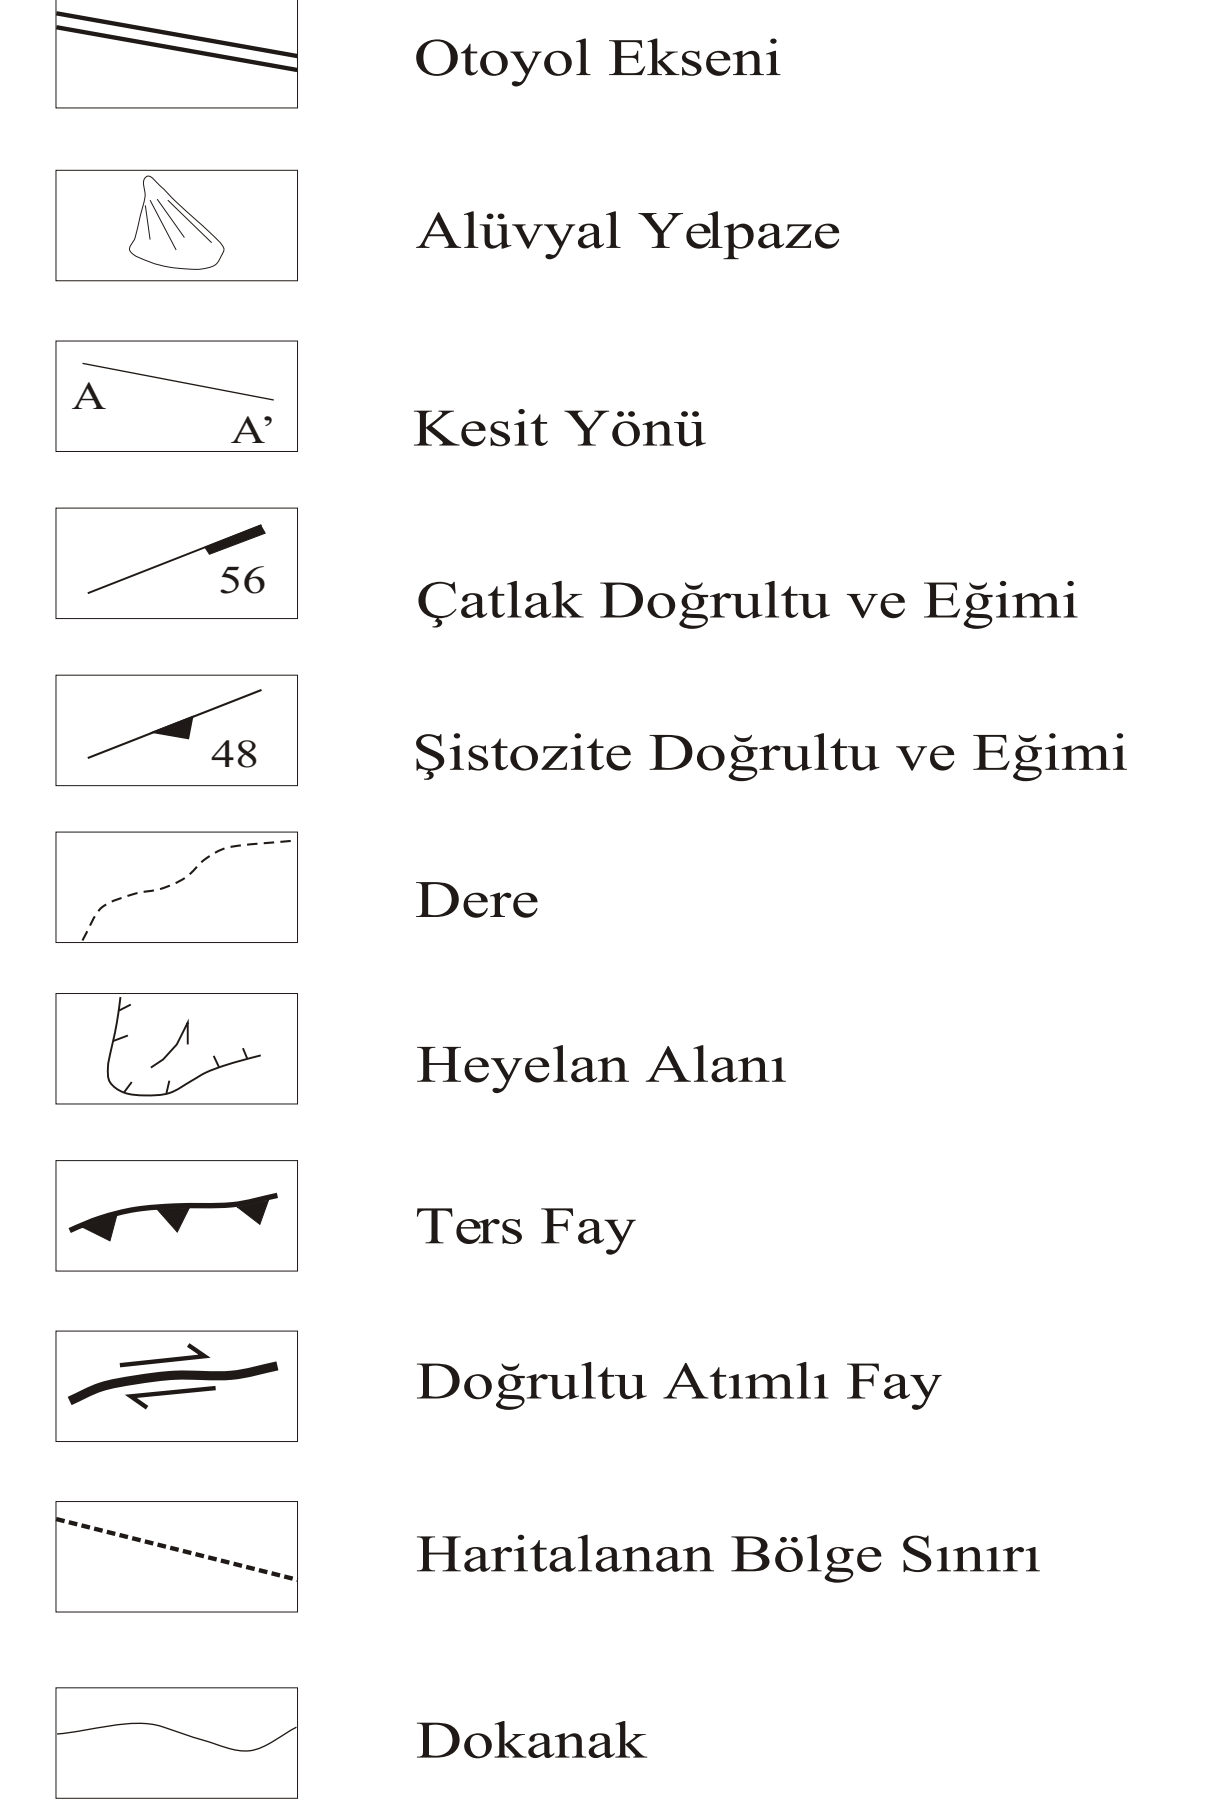 Otoyol Ekseni
Alüvyal Yelpaze
A
A’
Kesit Yönü
56
Çatlak Doğrultu ve Eğimi
48
Şistozite Doğrultu ve Eğimi
Dere
Heyelan Alanı
Ters Fay
Doğrultu Atımlı Fay
Haritalanan Bölge Sınırı
Dokanak